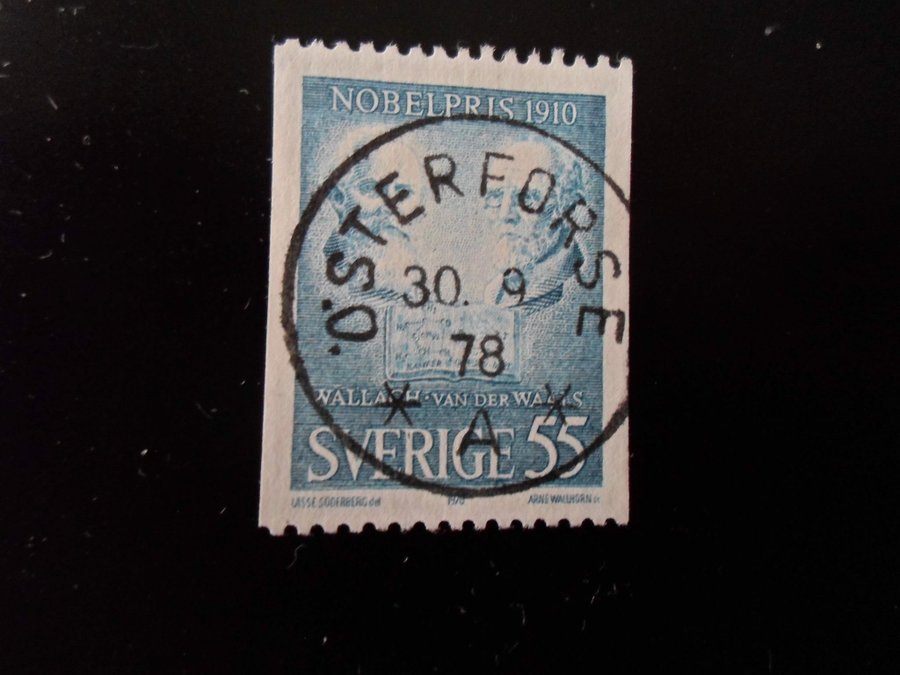 NOBELPRIS 1910
ÖSTERFORSE
30. 9
78
* A *
WALLACH · VAN DER WAALS
SVERIGE 55
LASSE SÖDERBERG del 1970 ARNE WALLHORN sc